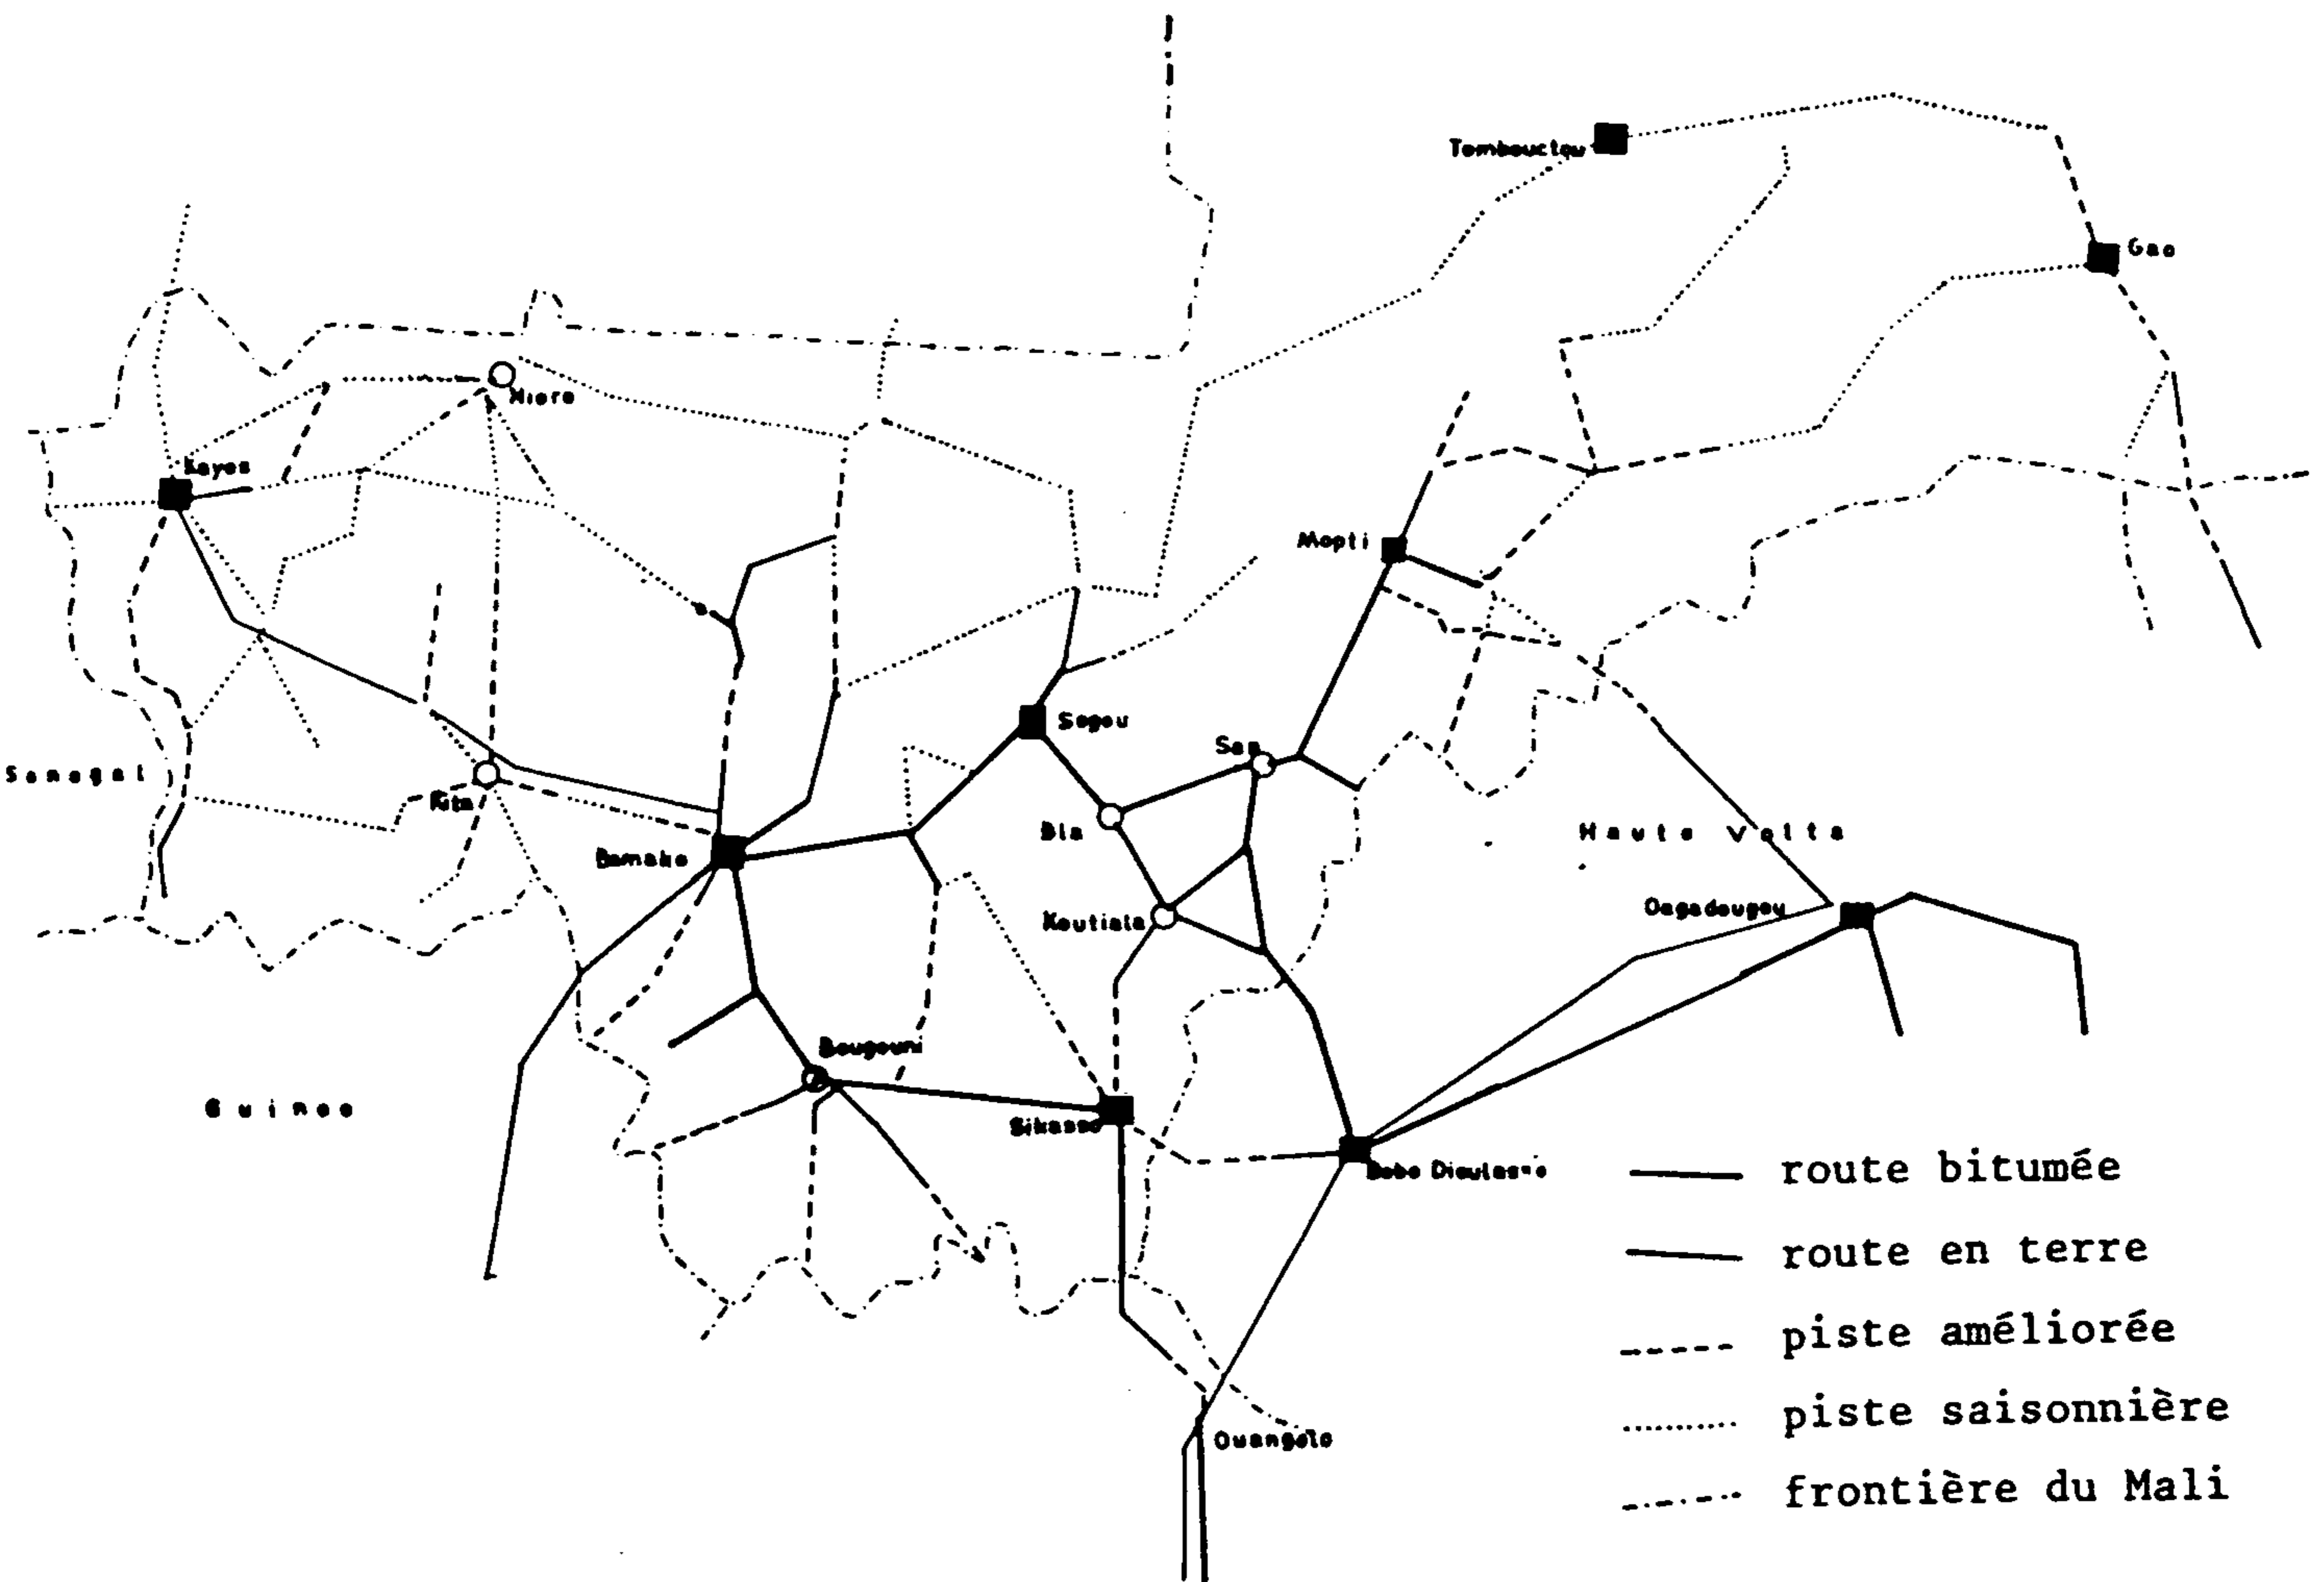 Tombouctou
Gao
Nioro
Kayes
Mopti
Segou
San
Senegal
Kita
Bla
Haute Volta
Bamako
Koutiala
Ougadougou
Bougouni
Guinee
Sikasso
Bobo Dioulasso
route bitumée
route en terre
piste améliorée
piste saisonnière
Ouangolo
frontière du Mali